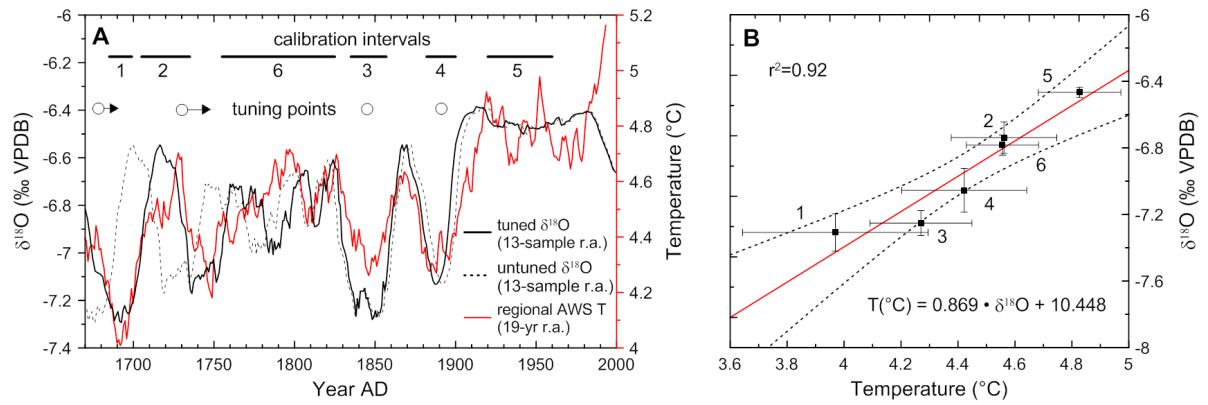 A
calibration intervals
1
2
6
3
4
5
tuning points
tuned δ¹⁸O
(13-sample r.a.)
untuned δ¹⁸O
(13-sample r.a.)
regional AWS T
(19-yr r.a.)
δ¹⁸O (‰ VPDB)
-6
-6.2
-6.4
-6.6
-6.8
-7
-7.2
-7.4
1700
1750
1800
1850
1900
1950
2000
Year AD
5.2
5
4.8
4.6
4.4
4.2
4
Temperature (°C)
B
r²=0.92
5
2
6
1
4
3
T(°C) = 0.869 • δ¹⁸O + 10.448
3.6
4
4.2
4.4
4.6
4.8
5
Temperature (°C)
-6
-6.4
-6.8
-7.2
-7.6
-8
δ¹⁸O (‰ VPDB)